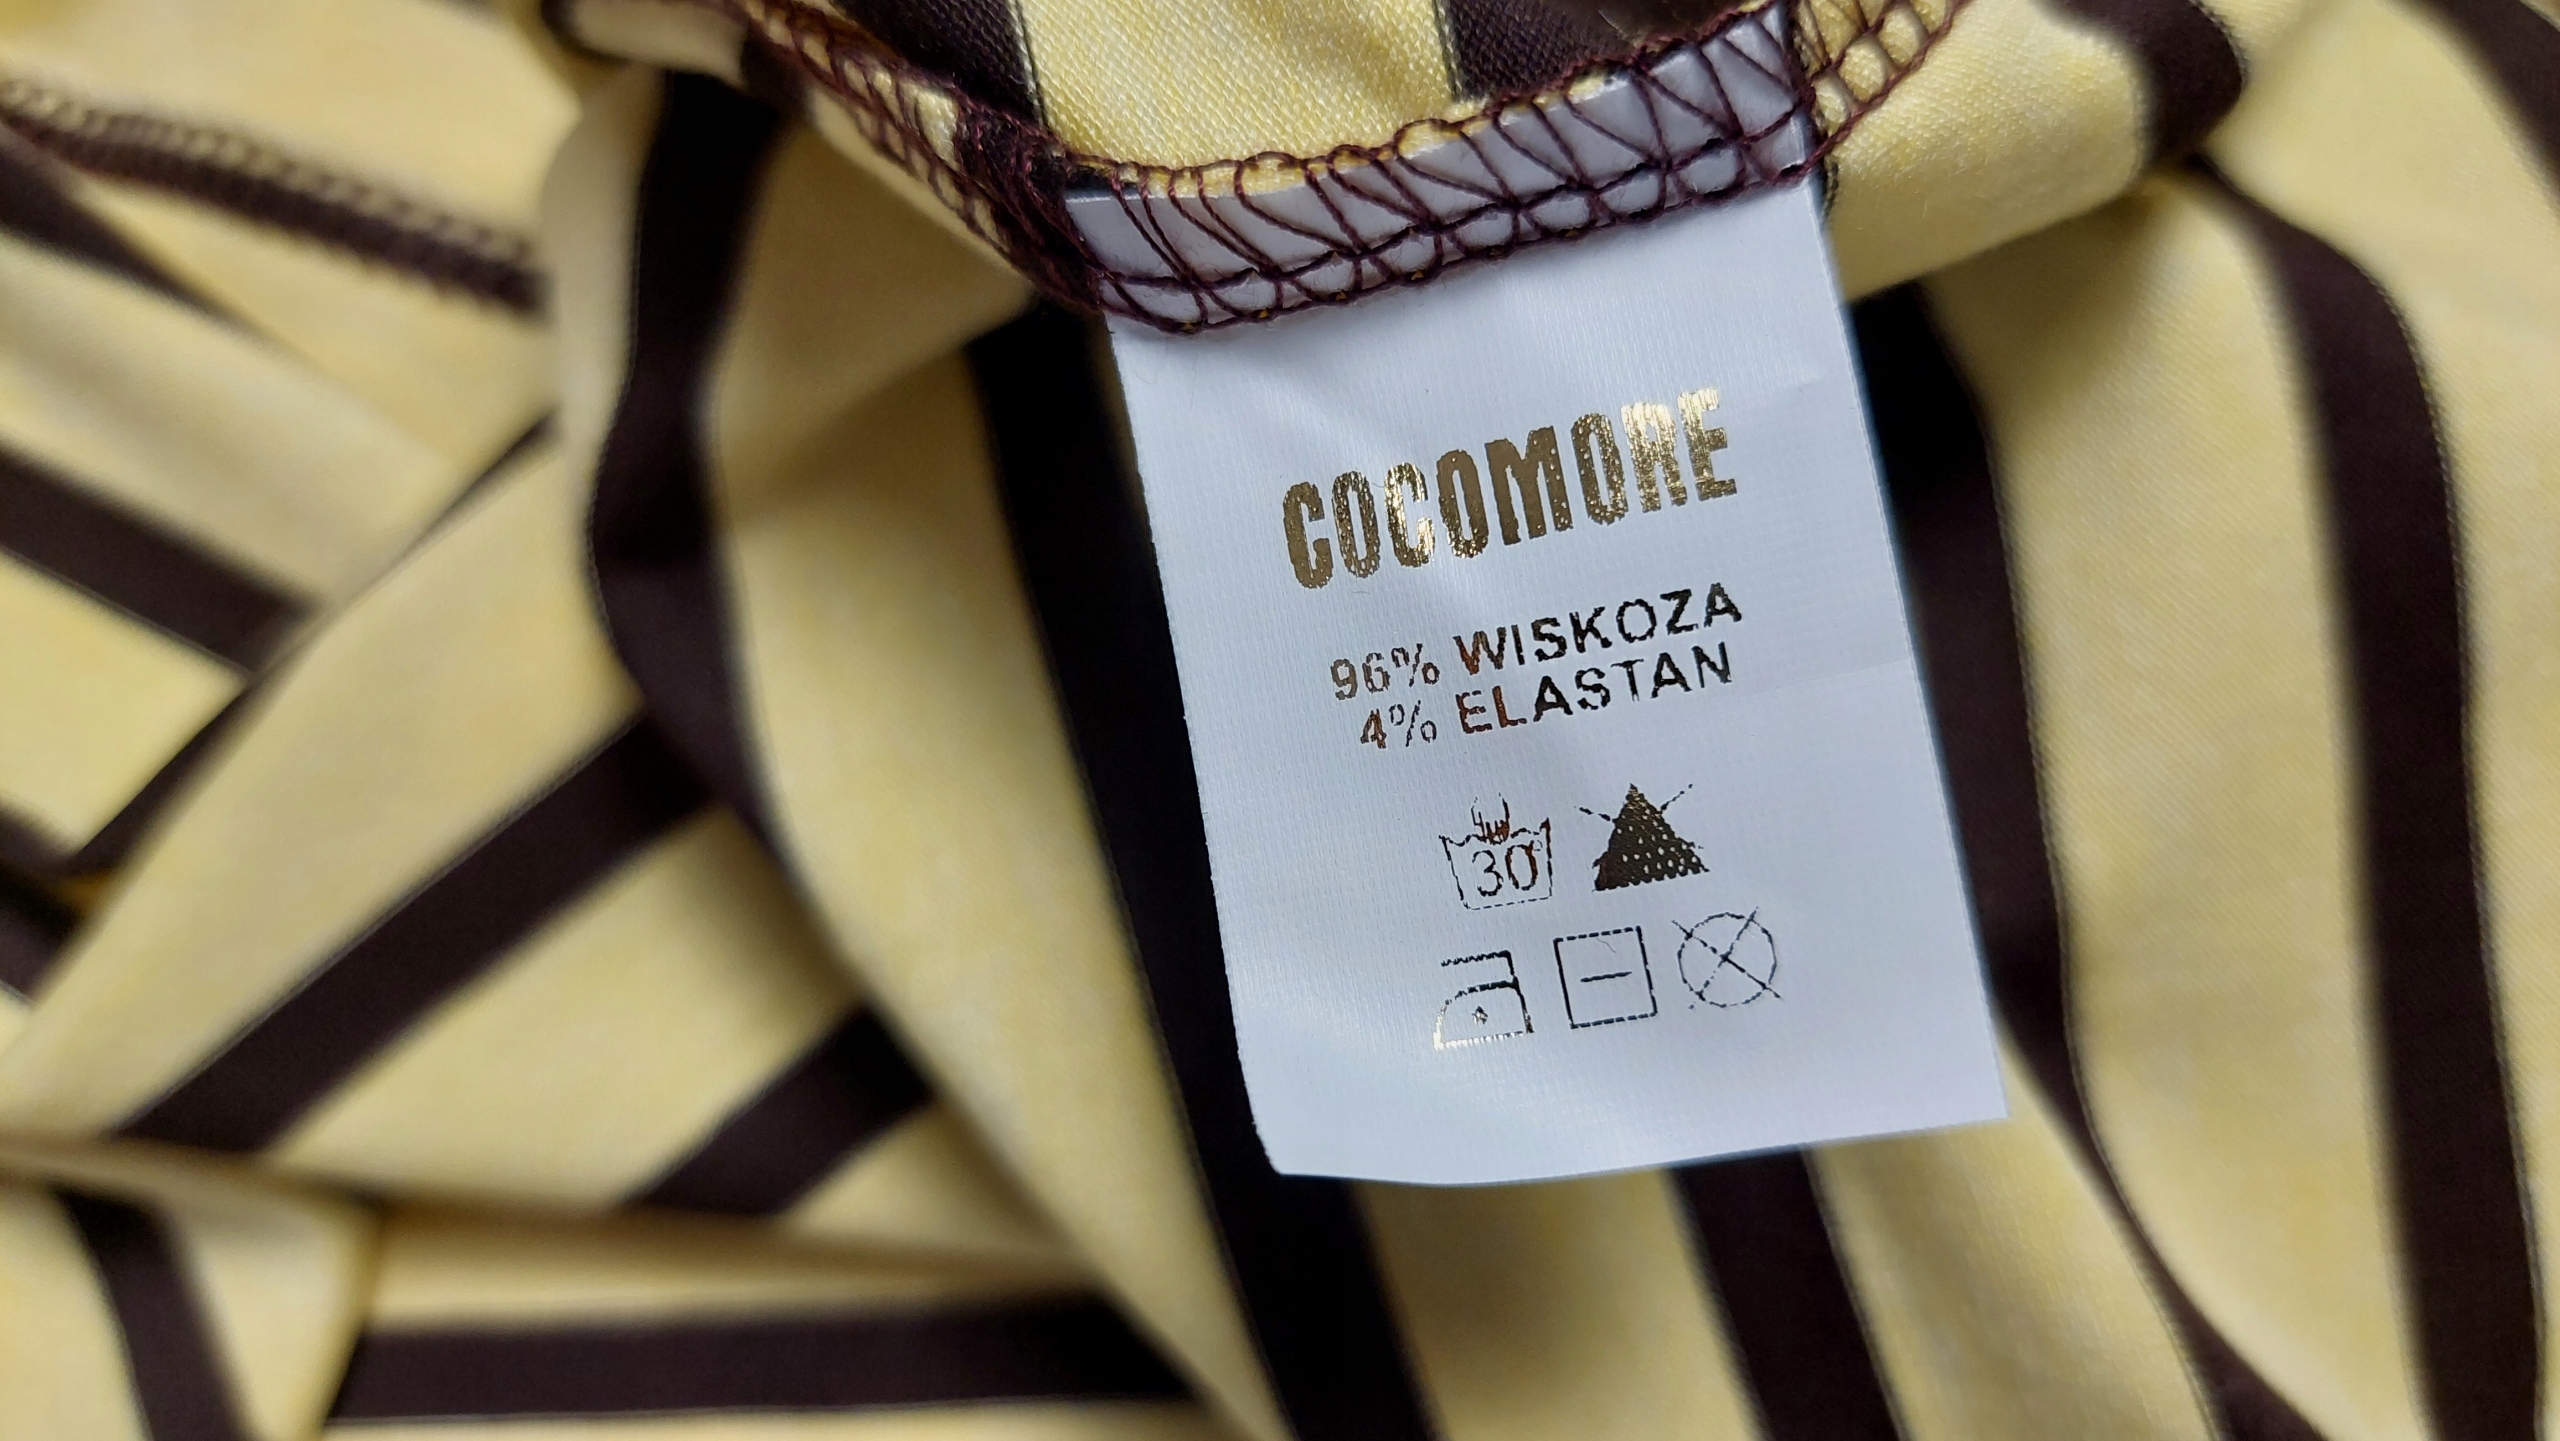 COCOMORE
96% WISKOZA
4% ELASTAN
30°